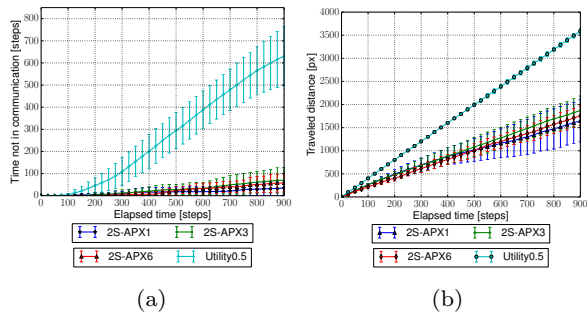 Time not in communication [steps]
800
700
600
500
400
300
200
100
0
0 100 200 300 400 500 600 700 800 900
Elapsed time [steps]
2S-APX1 2S-APX3
2S-APX6 Utility0.5
(a)
Traveled distance [px]
4000
3500
3000
2500
2000
1500
1000
500
0
0 100 200 300 400 500 600 700 800 900
Elapsed time [steps]
2S-APX1 2S-APX3
2S-APX6 Utility0.5
(b)